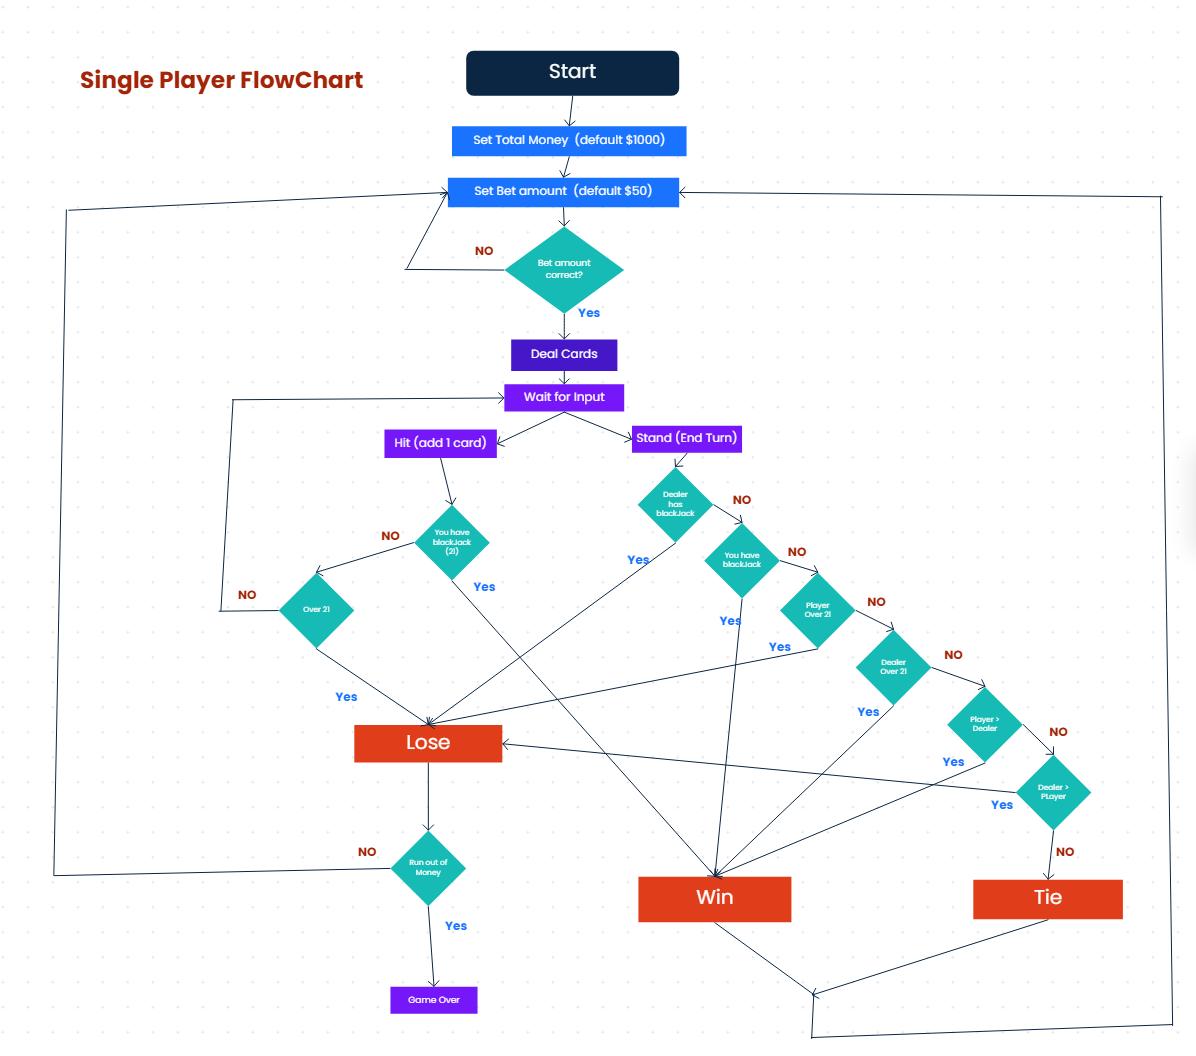 Start
Single Player FlowChart
Set Total Money (default $1000)
Set Bet amount (default $50)
NO
Bet amount
correct?
Yes
Deal Cards
Wait for Input
Hit (add 1 card)
Stand (End Turn)
Dealer
has
blackJack
NO
You have
blackJack
(21)
NO
Yes
Yes
You have
blackJack
NO
Over 21
NO
Yes
Player
Over 21
NO
Yes
Yes
Dealer
Over 21
NO
Yes
Player >
Dealer
NO
Yes
Lose
Dealer >
PLayer
Yes
NO
Run out of
Money
NO
Yes
Win
Tie
Game Over